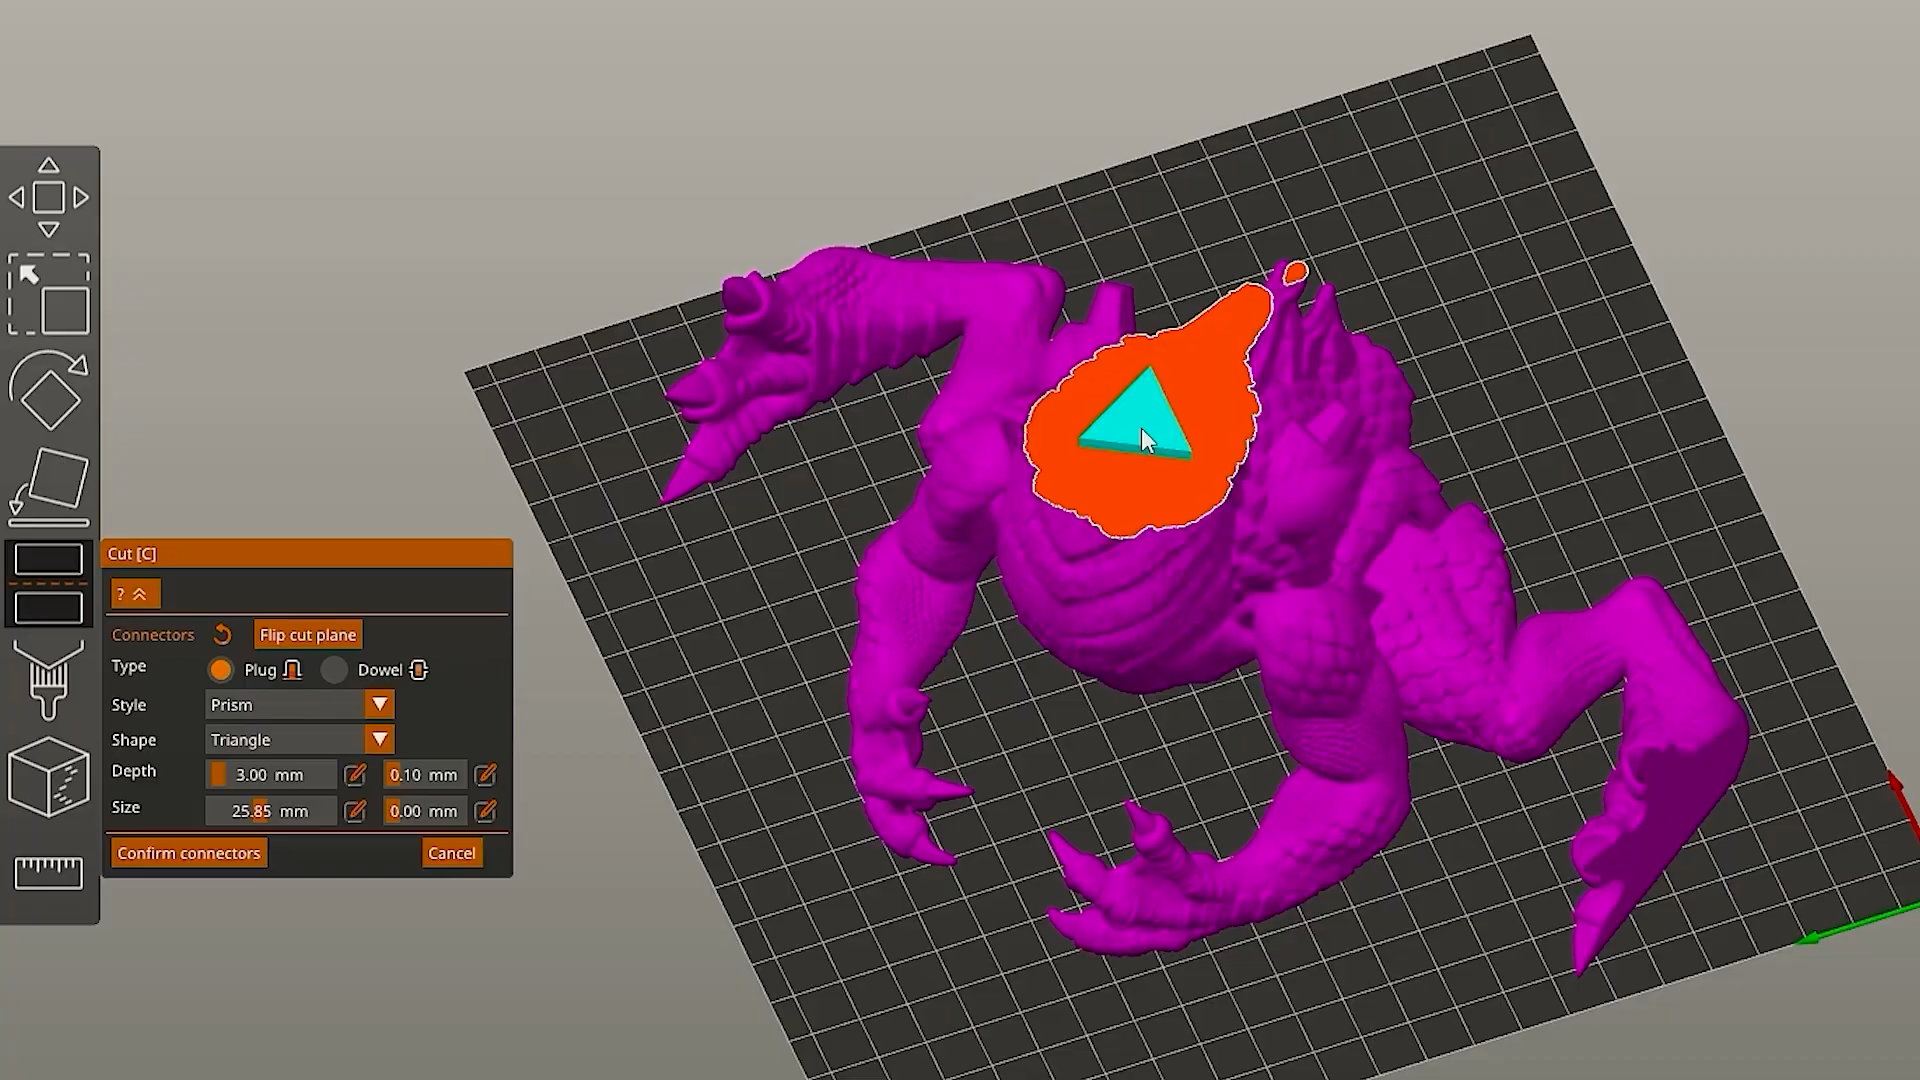 Cut [C]
?
Connectors Flip cut plane
Type Plug Dowel
Style Prism
Shape Triangle
Depth 3.00 mm 0.10 mm
Size 25.85 mm 0.00 mm
Confirm connectors Cancel